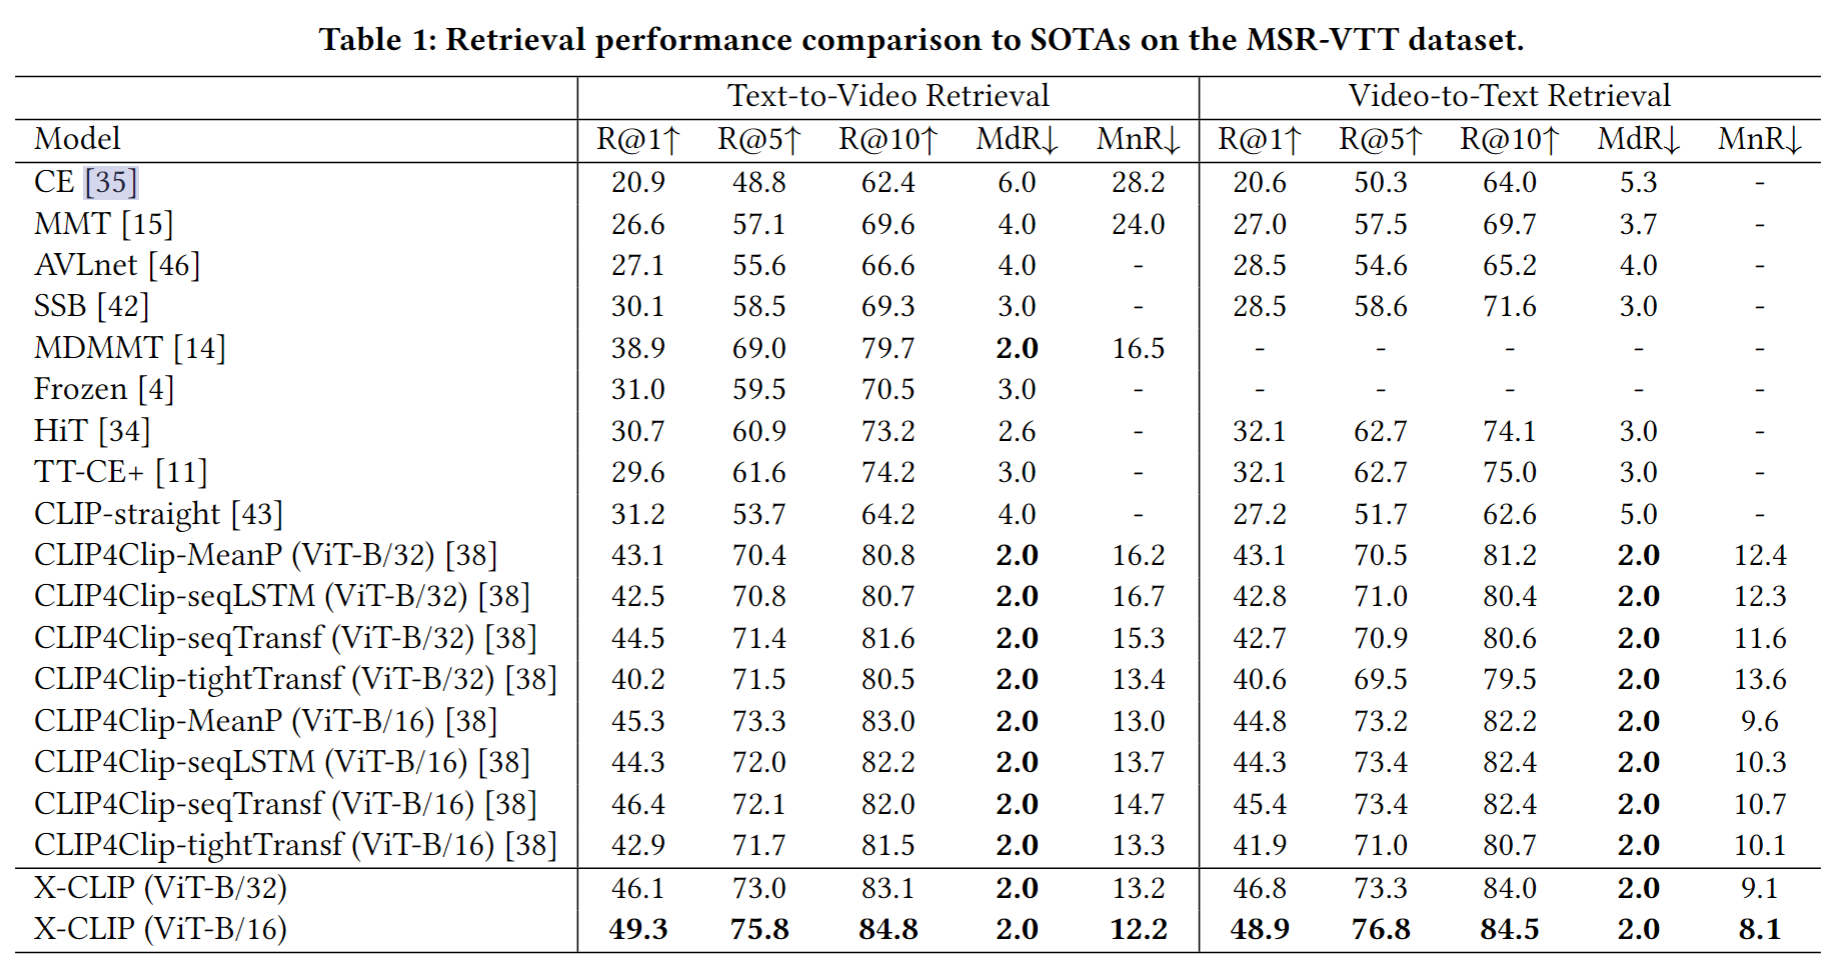 Table 1: Retrieval performance comparison to SOTAs on the MSR-VTT dataset.
Text-to-Video Retrieval Video-to-Text Retrieval
Model R@1↑ R@5↑ R@10↑ MdR↓ MnR↓ R@1↑ R@5↑ R@10↑ MdR↓ MnR↓
CE [35] 20.9 48.8 62.4 6.0 28.2 20.6 50.3 64.0 5.3 -
MMT [15] 26.6 57.1 69.6 4.0 24.0 27.0 57.5 69.7 3.7 -
AVLnet [46] 27.1 55.6 66.6 4.0 - 28.5 54.6 65.2 4.0 -
SSB [42] 30.1 58.5 69.3 3.0 - 28.5 58.6 71.6 3.0 -
MDMMT [14] 38.9 69.0 79.7 2.0 16.5 - - - - -
Frozen [4] 31.0 59.5 70.5 3.0 - - - - - -
HiT [34] 30.7 60.9 73.2 2.6 - 32.1 62.7 74.1 3.0 -
TT-CE+ [11] 29.6 61.6 74.2 3.0 - 32.1 62.7 75.0 3.0 -
CLIP-straight [43] 31.2 53.7 64.2 4.0 - 27.2 51.7 62.6 5.0 -
CLIP4Clip-MeanP (ViT-B/32) [38] 43.1 70.4 80.8 2.0 16.2 43.1 70.5 81.2 2.0 12.4
CLIP4Clip-seqLSTM (ViT-B/32) [38] 42.5 70.8 80.7 2.0 16.7 42.8 71.0 80.4 2.0 12.3
CLIP4Clip-seqTransf (ViT-B/32) [38] 44.5 71.4 81.6 2.0 15.3 42.7 70.9 80.6 2.0 11.6
CLIP4Clip-tightTransf (ViT-B/32) [38] 40.2 71.5 80.5 2.0 13.4 40.6 69.5 79.5 2.0 13.6
CLIP4Clip-MeanP (ViT-B/16) [38] 45.3 73.3 83.0 2.0 13.0 44.8 73.2 82.2 2.0 9.6
CLIP4Clip-seqLSTM (ViT-B/16) [38] 44.3 72.0 82.2 2.0 13.7 44.3 73.4 82.4 2.0 10.3
CLIP4Clip-seqTransf (ViT-B/16) [38] 46.4 72.1 82.0 2.0 14.7 45.4 73.4 82.4 2.0 10.7
CLIP4Clip-tightTransf (ViT-B/16) [38] 42.9 71.7 81.5 2.0 13.3 41.9 71.0 80.7 2.0 10.1
X-CLIP (ViT-B/32) 46.1 73.0 83.1 2.0 13.2 46.8 73.3 84.0 2.0 9.1
X-CLIP (ViT-B/16) 49.3 75.8 84.8 2.0 12.2 48.9 76.8 84.5 2.0 8.1